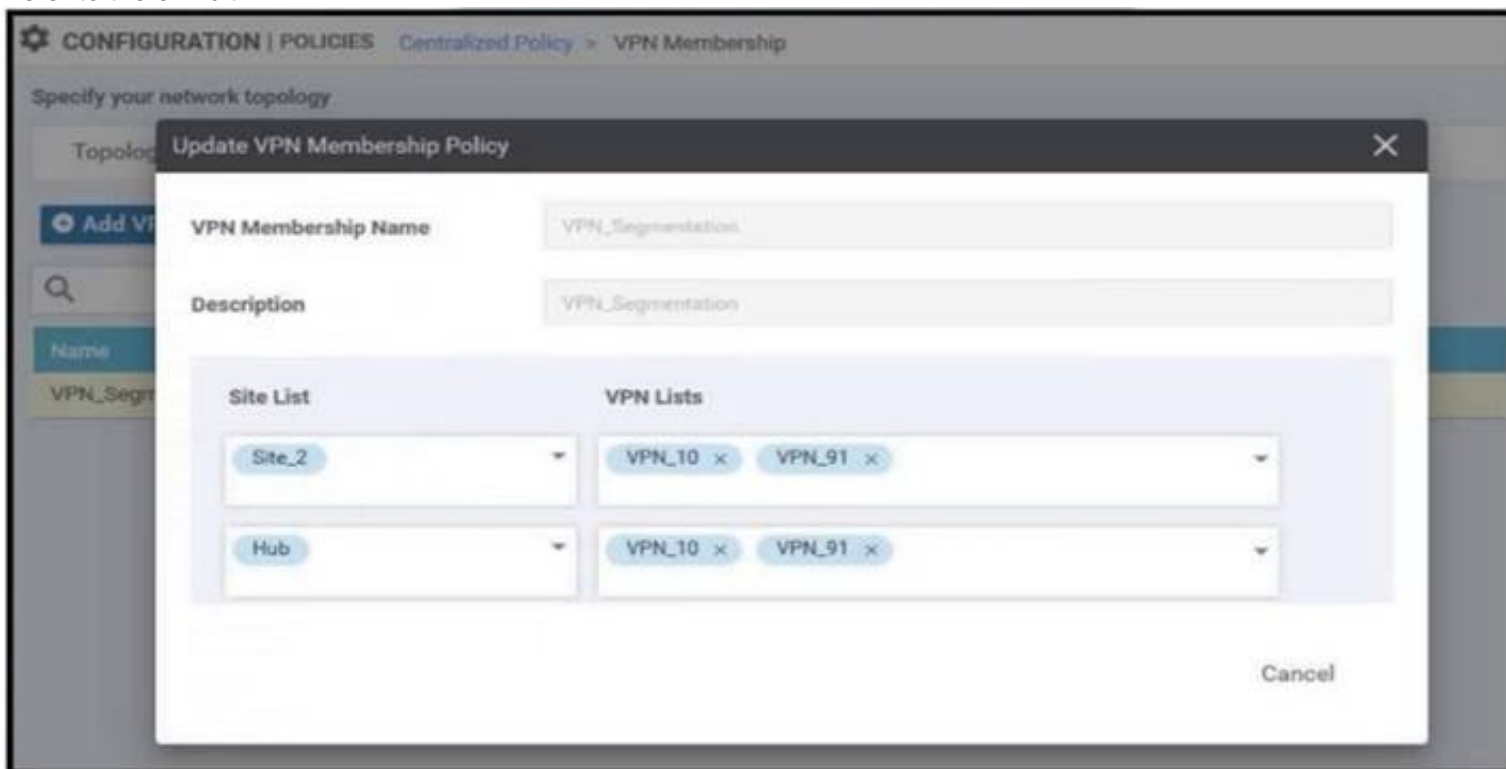 CONFIGURATION | POLICIES Centralized Policy > VPN Membership
Specify your network topology
Topolog
Update VPN Membership Policy
Add VP
VPN Membership Name VPN_Segmentation
Description VPN_Segmentation
Name
VPN_Segm
Site List VPN Lists
Site_2 VPN_10 × VPN_91 ×
Hub VPN_10 × VPN_91 ×
Cancel